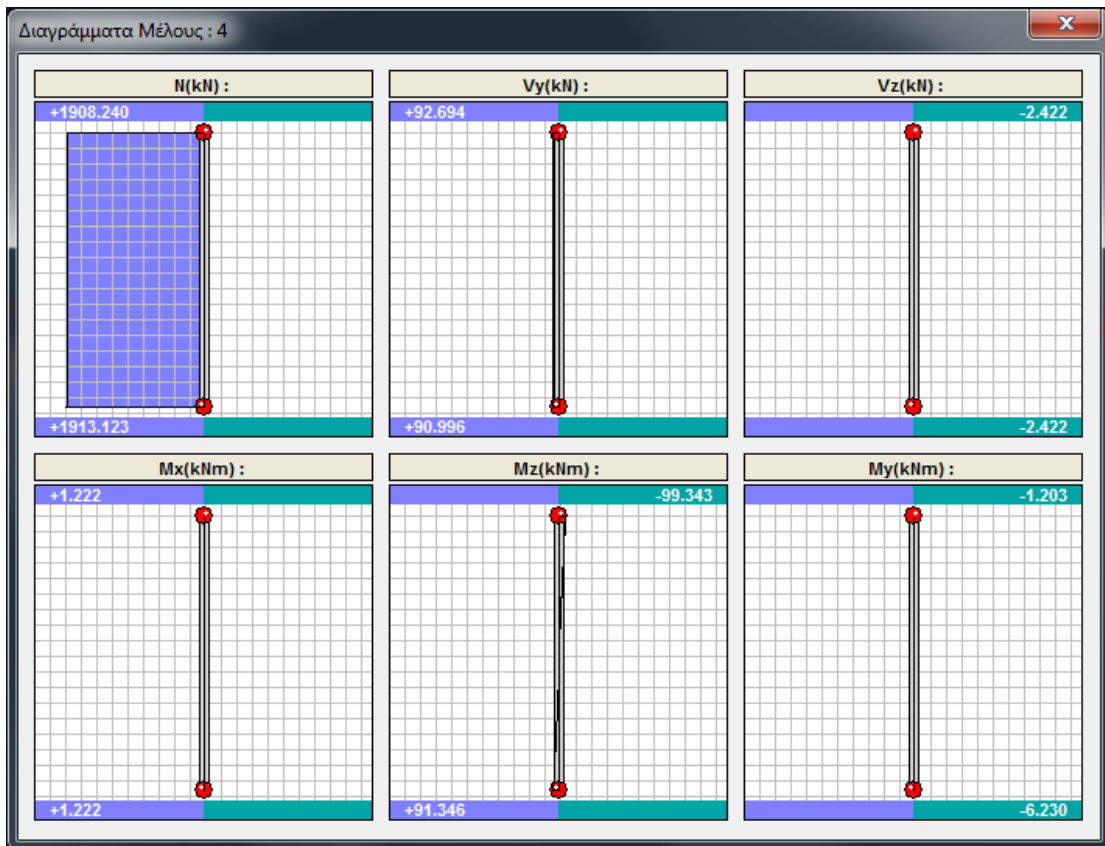 Διαγράμματα Μέλους : 4
N(kN) :
+1908.240
+1913.123
Vy(kN) :
+92.694
+90.996
Vz(kN) :
-2.422
-2.422
Mx(kNm) :
+1.222
+1.222
Mz(kNm) :
-99.343
+91.346
My(kNm) :
-1.203
-6.230